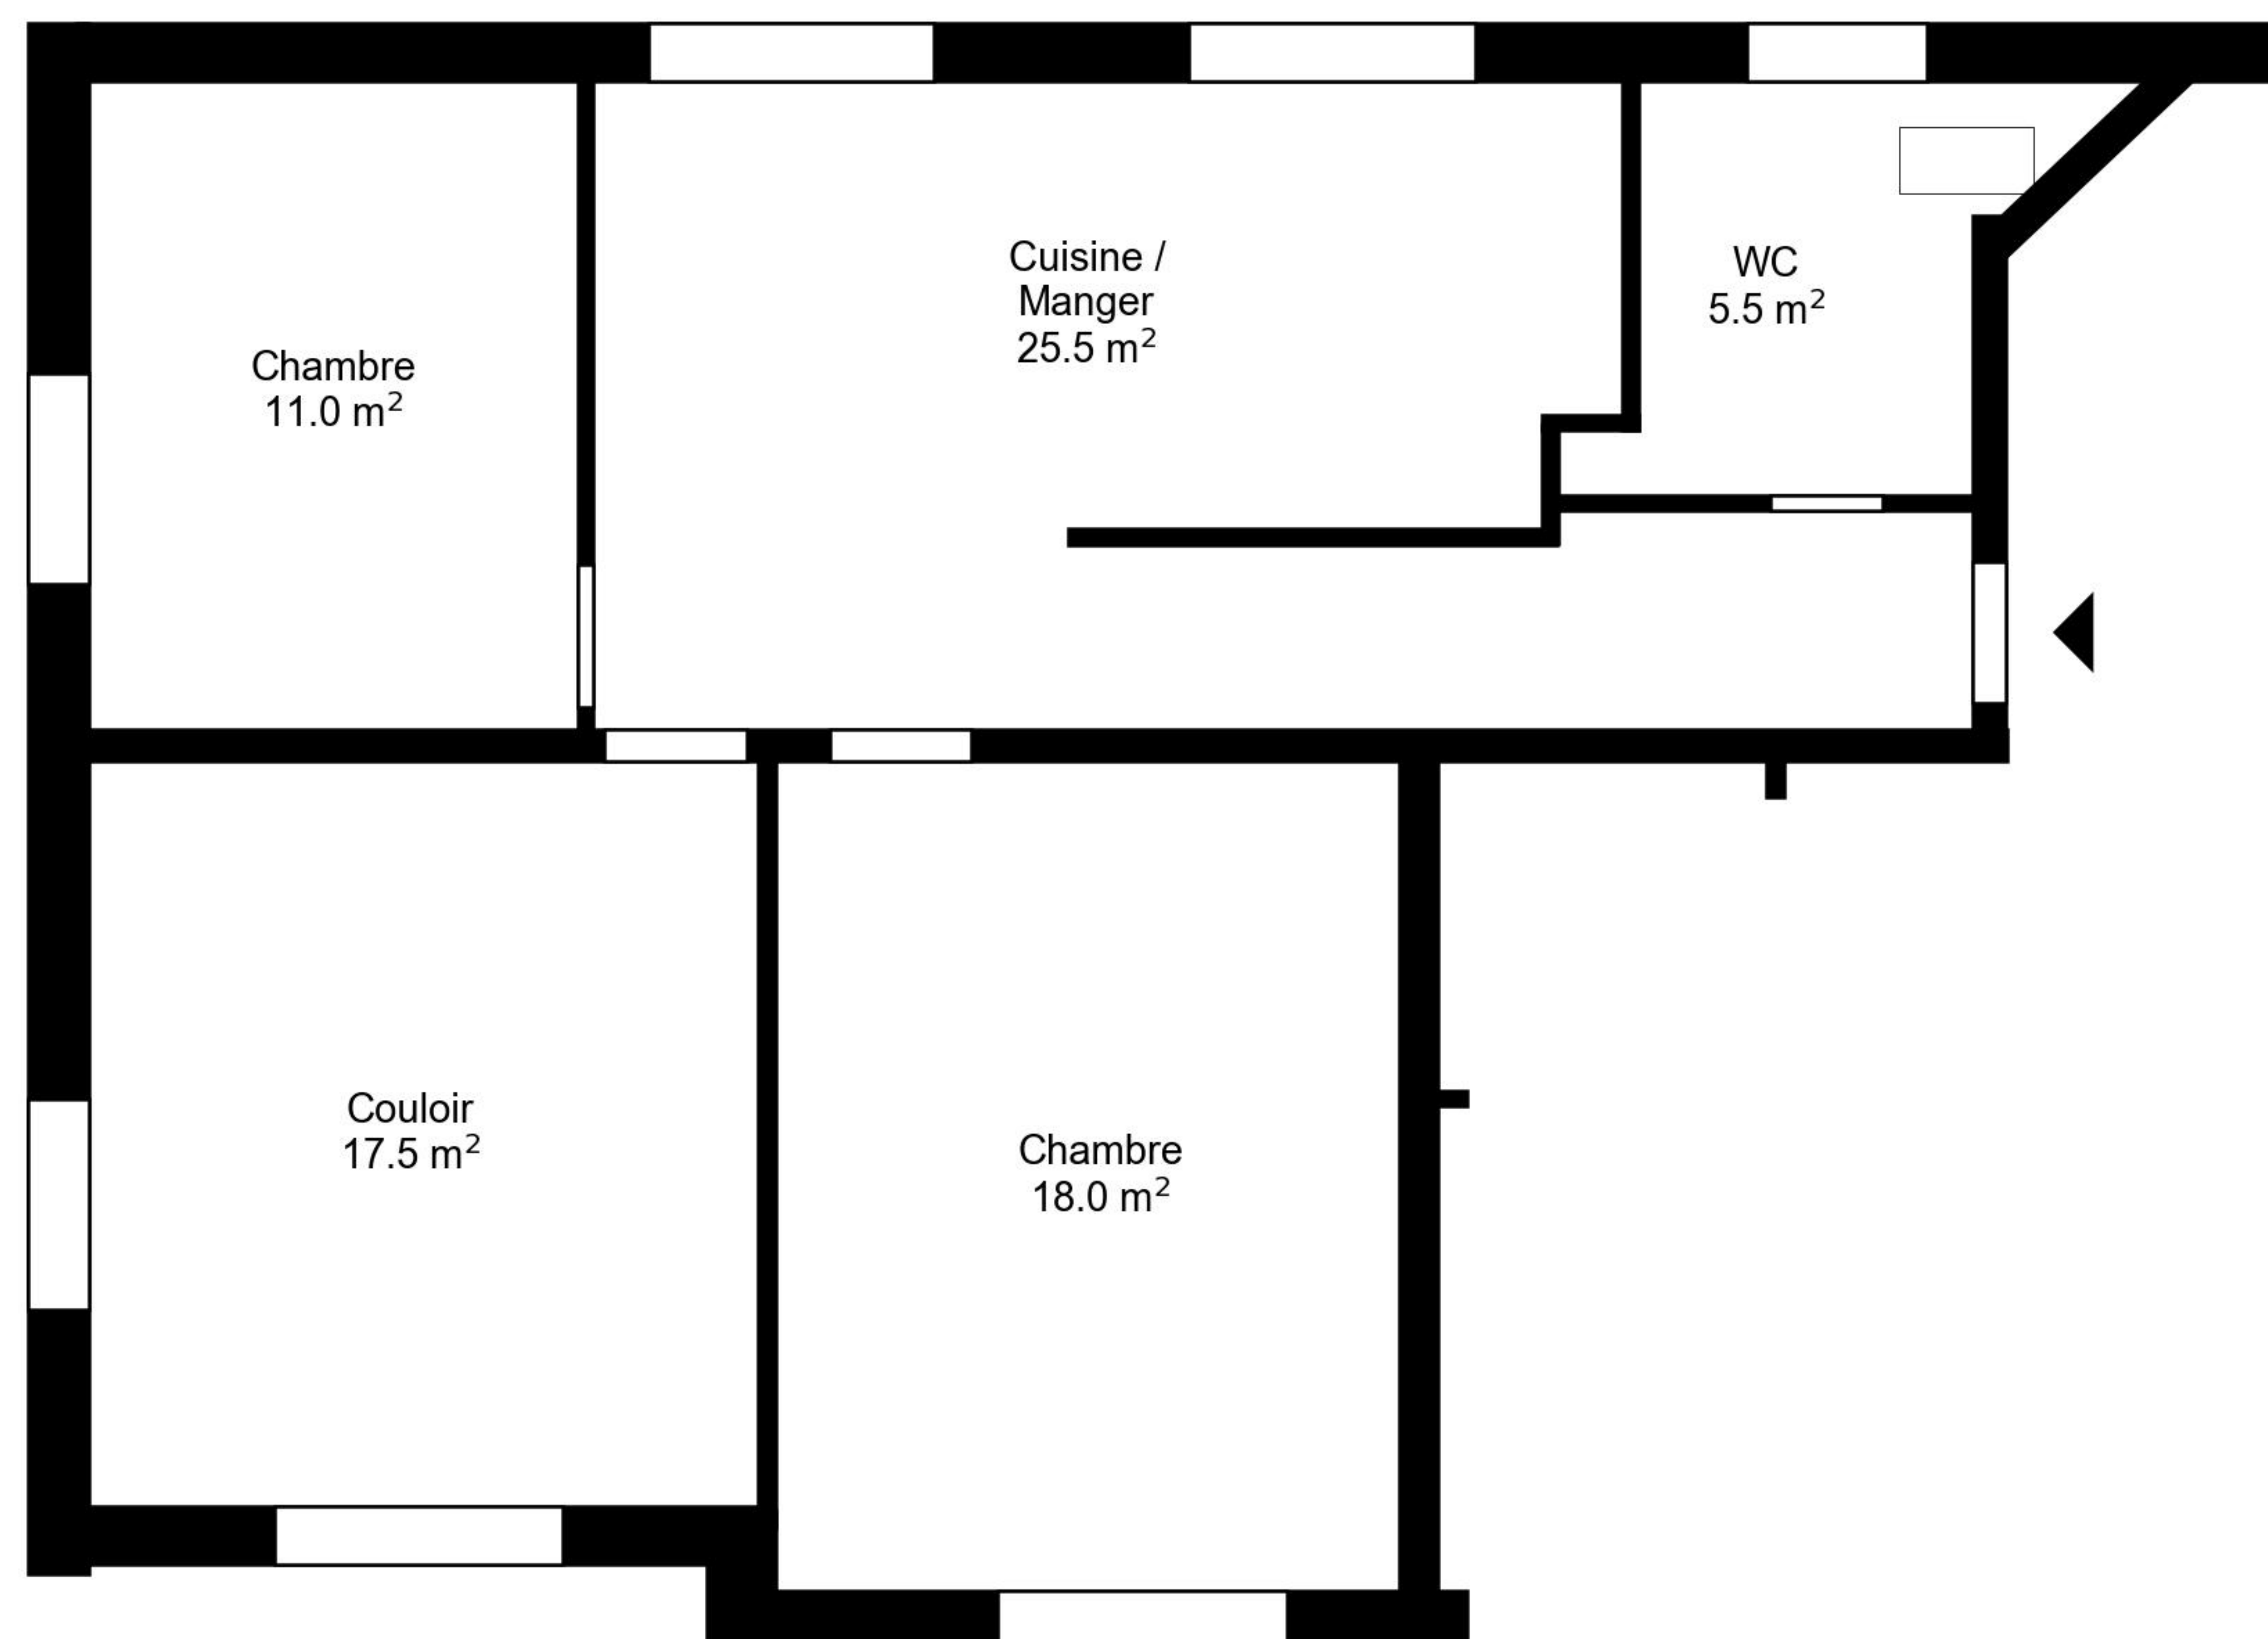 Cuisine /
Manger
25.5 m²
WC
5.5 m²
Chambre
11.0 m²
Couloir
17.5 m²
Chambre
18.0 m²